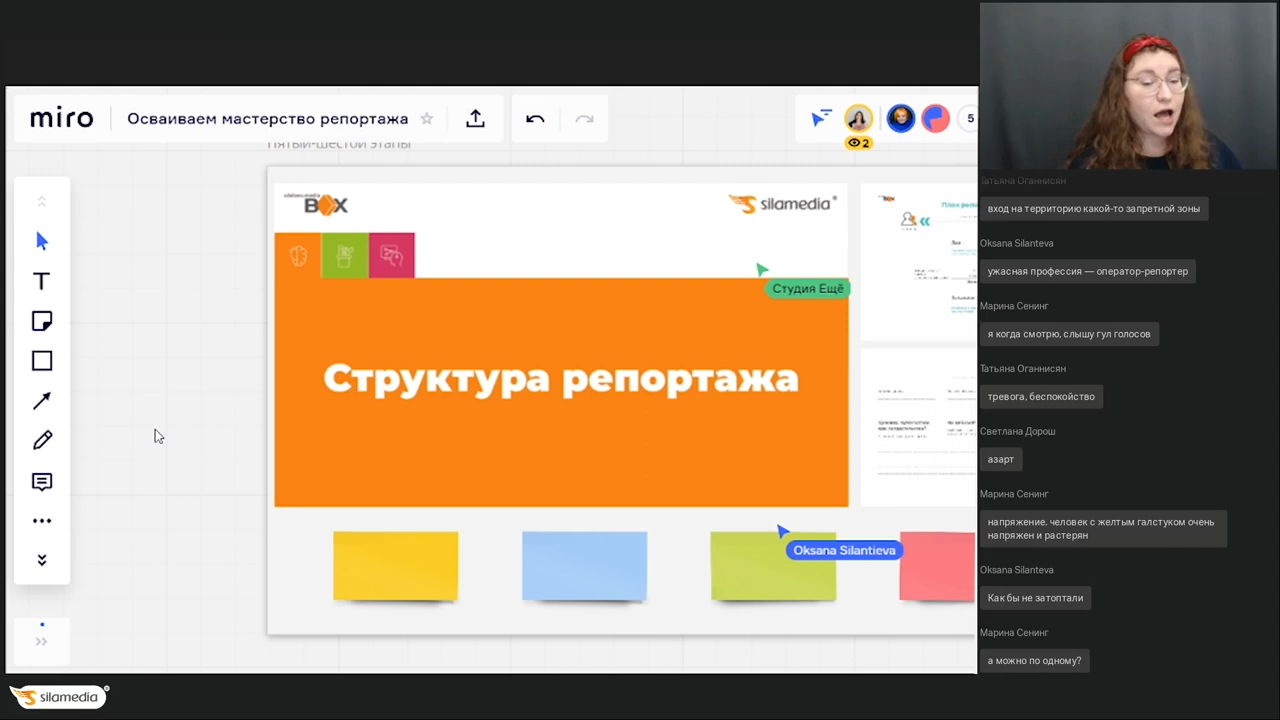 miro
Осваиваем мастерство репортажа
5
2
Пятый-шестой этапы
BOX
silamedia
Студия Ещё
Структура репортажа
Oksana Silantieva
Татьяна Оганнисян
вход на территорию какой-то запретной зоны
Oksana Silanteva
ужасная профессия — оператор-репортер
Марина Сенинг
я когда смотрю, слышу гул голосов
Татьяна Оганнисян
тревога, беспокойство
Светлана Дорош
азарт
Марина Сенинг
напряжение. человек с желтым галстуком очень
напряжен и растерян
Oksana Silanteva
Как бы не затоптали
Марина Сенинг
а можно по одному?
silamedia